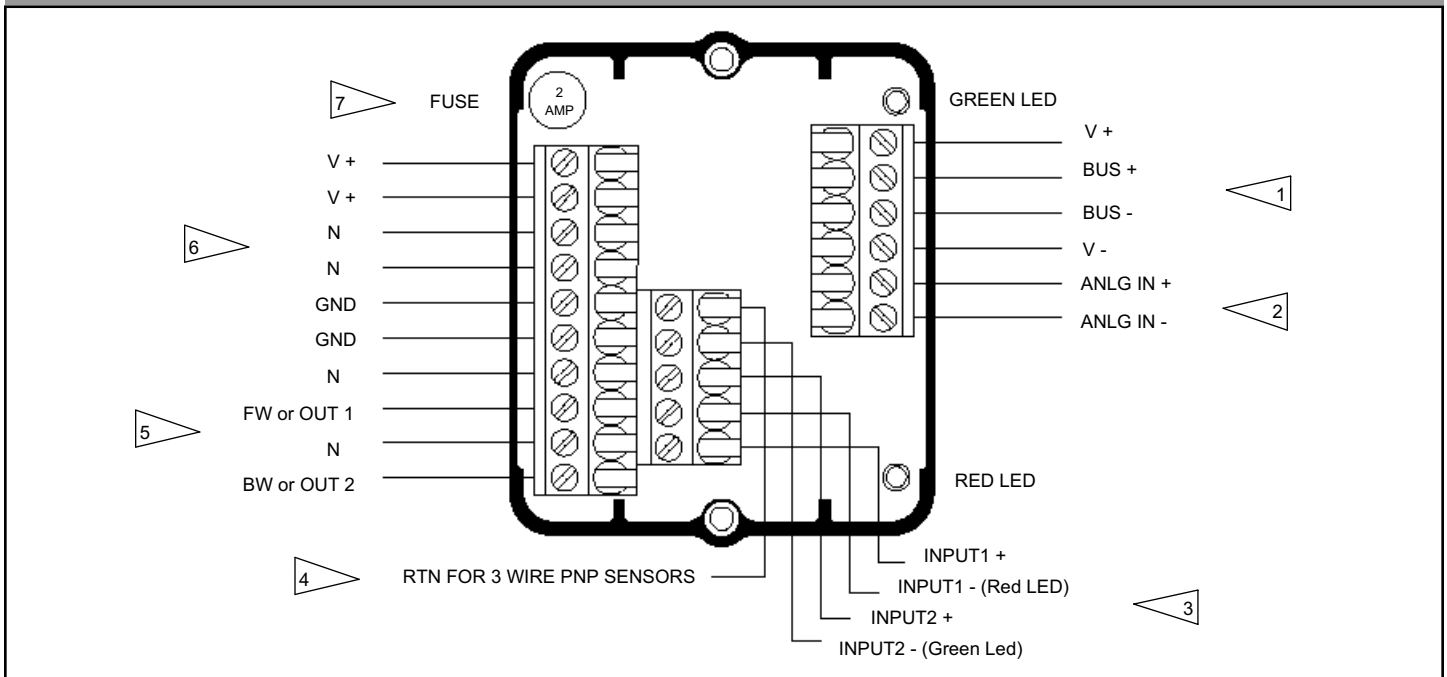 7
FUSE
2
AMP
GREEN LED
V +
V +
N
N
GND
GND
N
FW or OUT 1
N
BW or OUT 2
6
5
V +
BUS +
BUS -
V -
ANLG IN +
ANLG IN -
1
2
RED LED
4
RTN FOR 3 WIRE PNP SENSORS
INPUT1 +
INPUT1 - (Red LED)
INPUT2 +
INPUT2 - (Green Led)
3